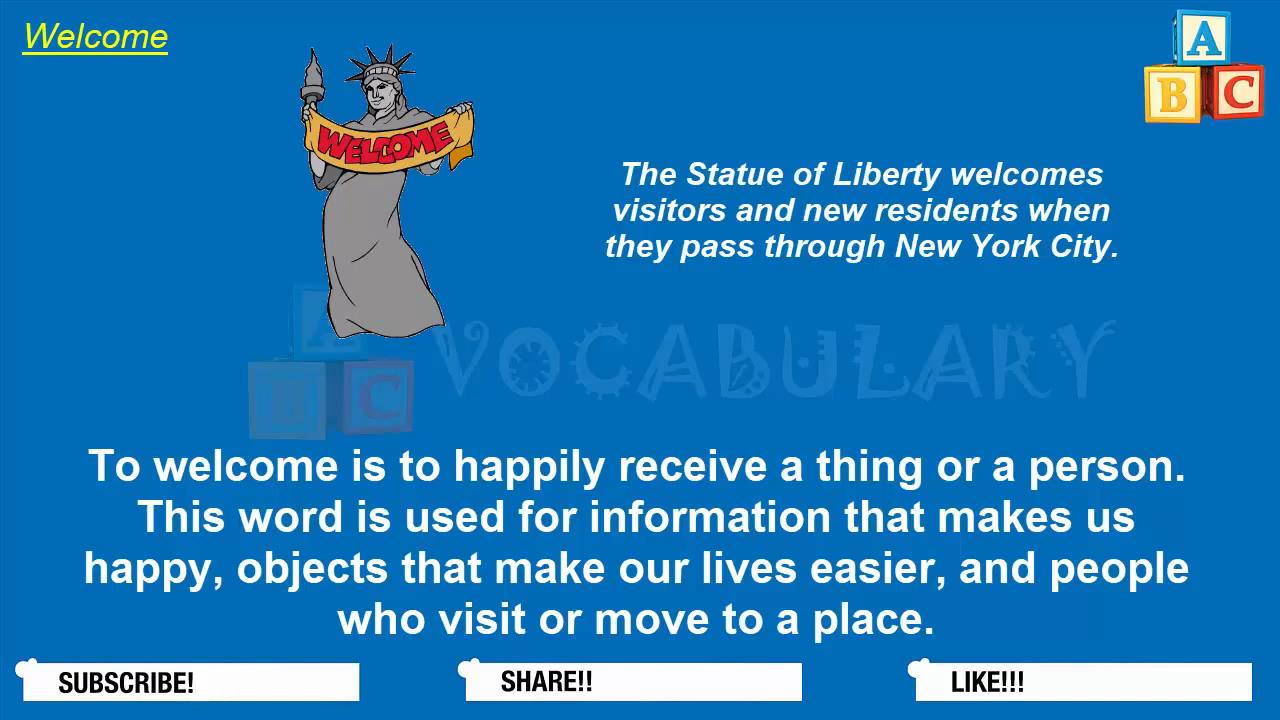 Welcome
A
B C
WELCOME
The Statue of Liberty welcomes
visitors and new residents when
they pass through New York City.
A
B C
VOCABULARY
To welcome is to happily receive a thing or a person.
This word is used for information that makes us
happy, objects that make our lives easier, and people
who visit or move to a place.
SUBSCRIBE! SHARE!! LIKE!!!